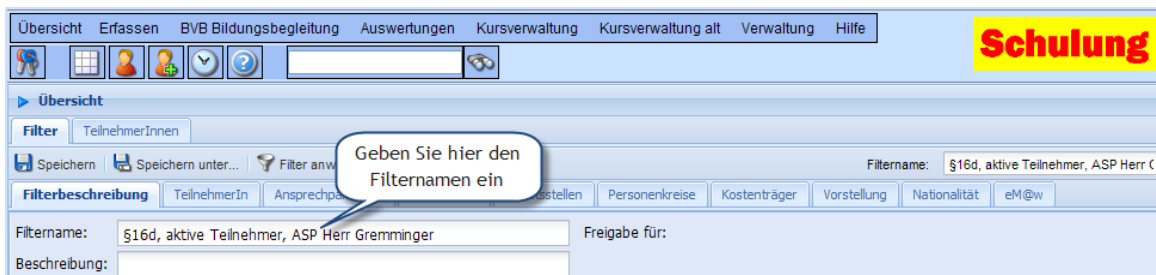 Übersicht Erfassen BVB Bildungsbegleitung Auswertungen Kursverwaltung Kursverwaltung alt Verwaltung Hilfe
Schulung
Übersicht
Filter TeilnehmerInnen
Speichern Speichern unter... Filter anw
Geben Sie hier den
Filternamen ein
Filtername: §16d, aktive Teilnehmer, ASP Herr
Filterbeschreibung TeilnehmerIn Ansprechpa sstellen Personenkreise Kostenträger Vorstellung Nationalität eM@w
Filtername: §16d, aktive Teilnehmer, ASP Herr Gremminger Freigabe für:
Beschreibung: